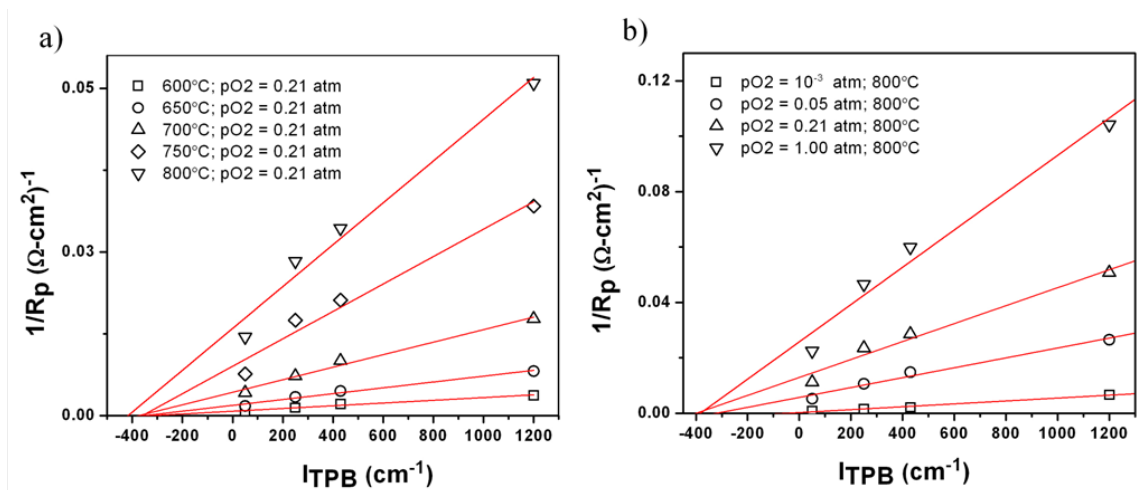 a)
600°C; pO2 = 0.21 atm
650°C; pO2 = 0.21 atm
700°C; pO2 = 0.21 atm
750°C; pO2 = 0.21 atm
800°C; pO2 = 0.21 atm
0.05
0.03
0.00
1/Rp (Ω-cm²)⁻¹
-400 -200 0 200 400 600 800 1000 1200
lTPB (cm⁻¹)
b)
pO2 = 10⁻³ atm; 800°C
pO2 = 0.05 atm; 800°C
pO2 = 0.21 atm; 800°C
pO2 = 1.00 atm; 800°C
0.12
0.08
0.04
0.00
1/Rp (Ω-cm²)⁻¹
-400 -200 0 200 400 600 800 1000 1200
lTPB (cm⁻¹)